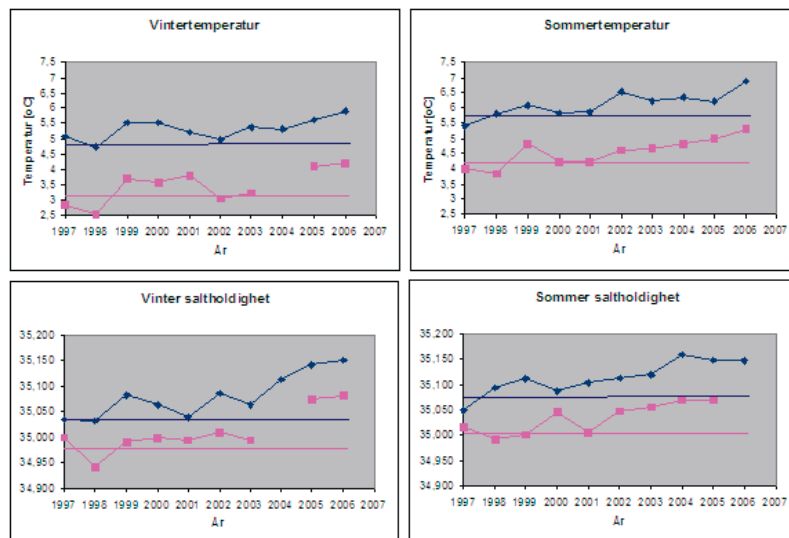 Vintertemperatur
Temperatur [oC]
7,5
7
6,5
6
5,5
5
4,5
4
3,5
3
2,5
1997 1998 1999 2000 2001 2002 2003 2004 2005 2006 2007
År
Sommertemperatur
Temperatur[oC]
7,5
7
6,5
6
5,5
5
4,5
4
3,5
3
2,5
1997 1998 1999 2000 2001 2002 2003 2004 2005 2006 2007
År
Vinter saltholdighet
35,200
35,150
35,100
35,050
35,000
34,950
34,900
1997 1998 1999 2000 2001 2002 2003 2004 2005 2006 2007
År
Sommer saltholdighet
35,200
35,150
35,100
35,050
35,000
34,950
34,900
1997 1998 1999 2000 2001 2002 2003 2004 2005 2006 2007
År